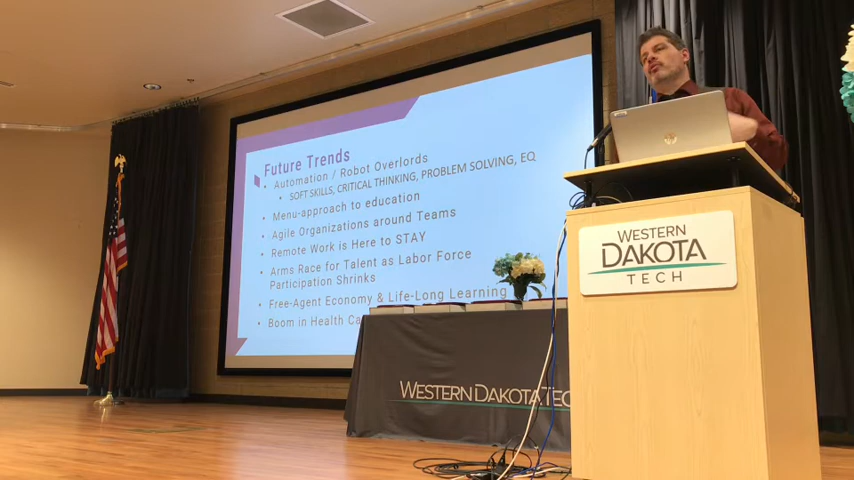 Future Trends
Automation / Robot Overlords
SOFT SKILLS, CRITICAL THINKING, PROBLEM SOLVING, EQ
Menu-approach to education
Agile Organizations around Teams
Remote Work is Here to STAY
Arms Race for Talent as Labor Force
Participation Shrinks
Free-Agent Economy & Life-Long Learning
Boom in Health Ca
WESTERN DAKOTA TEC
WESTERN
DAKOTA
TECH
hp